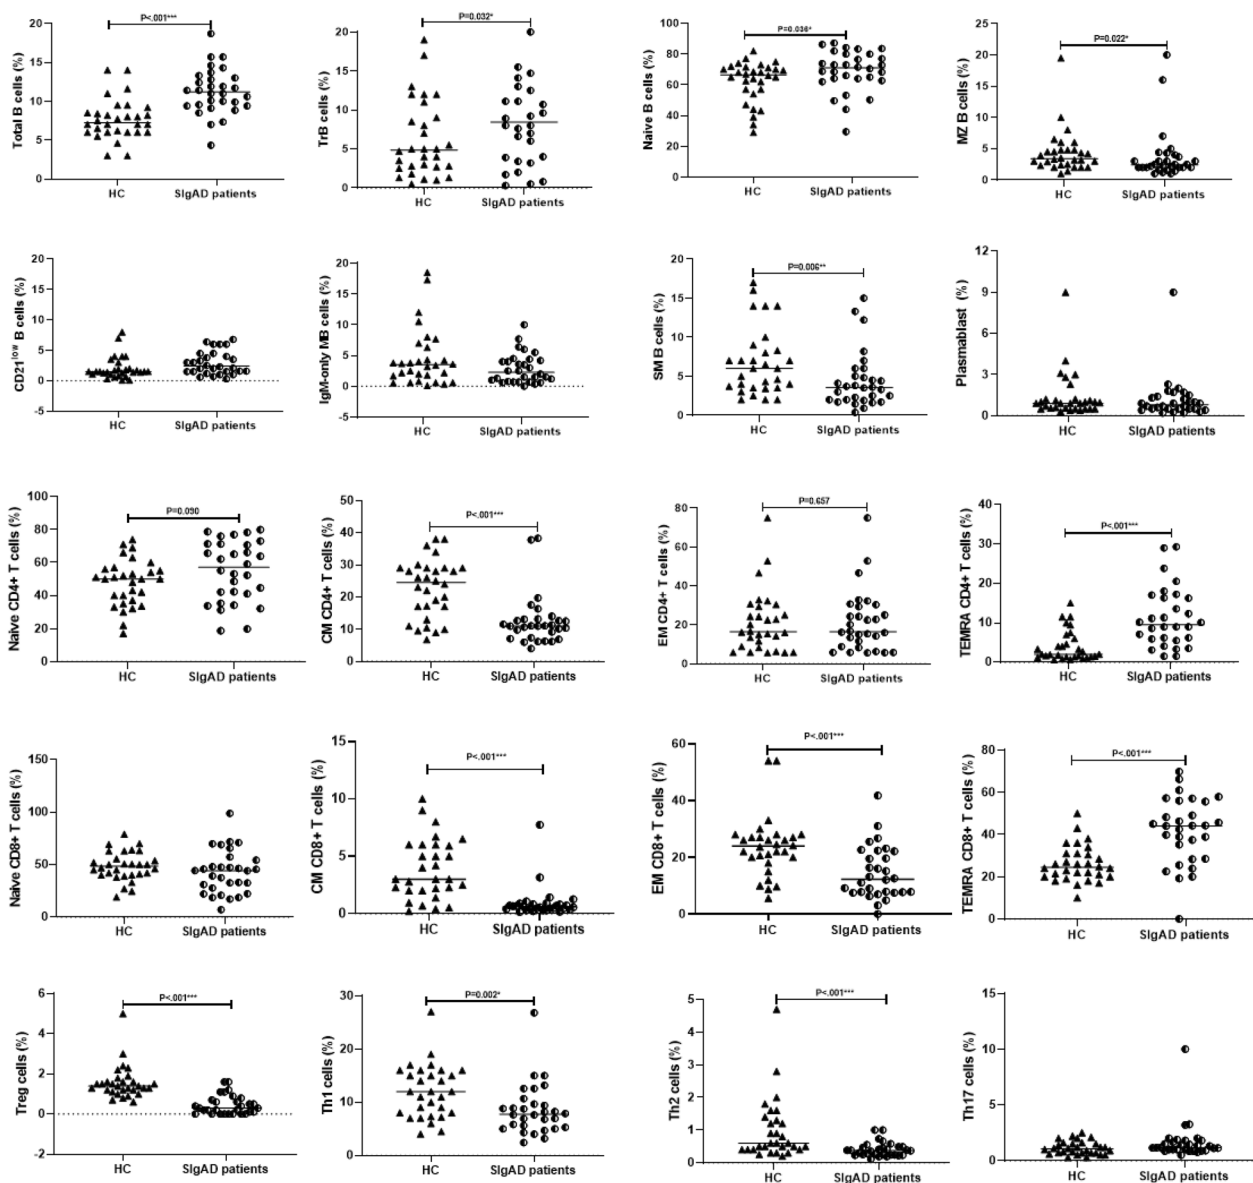 P<.001***
Total B cells (%)
20
15
10
5
0
HC
SIgAD patients
P=0.032*
TrB cells (%)
20
15
10
5
0
HC
SIgAD patients
P=0.036*
Naive B cells (%)
100
80
60
40
20
0
HC
SIgAD patients
P=0.022*
MZ B cells (%)
25
20
15
10
5
0
HC
SIgAD patients
CD21low B cells (%)
20
15
10
5
0
-5
HC
SIgAD patients
IgM-only MB cells (%)
20
15
10
5
0
-5
HC
SIgAD patients
P=0.006**
SM B cells (%)
20
15
10
5
0
HC
SIgAD patients
Plasmablast (%)
12
9
6
3
0
HC
SIgAD patients
P=0.090
Naive CD4+ T cells (%)
100
80
60
40
20
0
HC
SIgAD patients
P<.001***
CM CD4+ T cells (%)
50
40
30
20
10
0
HC
SIgAD patients
P=0.657
EM CD4+ T cells (%)
80
60
40
20
0
HC
SIgAD patients
P<.001***
TEMRA CD4+ T cells (%)
40
30
20
10
0
HC
SIgAD patients
Naive CD8+ T cells (%)
150
100
50
0
HC
SIgAD patients
P<.001***
CM CD8+ T cells (%)
15
10
5
0
HC
SIgAD patients
P<.001***
EM CD8+ T cells (%)
60
40
20
0
HC
SIgAD patients
P<.001***
TEMRA CD8+ T cells (%)
80
60
40
20
0
HC
SIgAD patients
P<.001***
Treg cells (%)
6
4
2
0
-2
HC
SIgAD patients
P=0.002*
Th1 cells (%)
30
20
10
0
HC
SIgAD patients
P<.001***
Th2 cells (%)
5
4
3
2
1
0
HC
SIgAD patients
Th17 cells (%)
15
10
5
0
HC
SIgAD patients